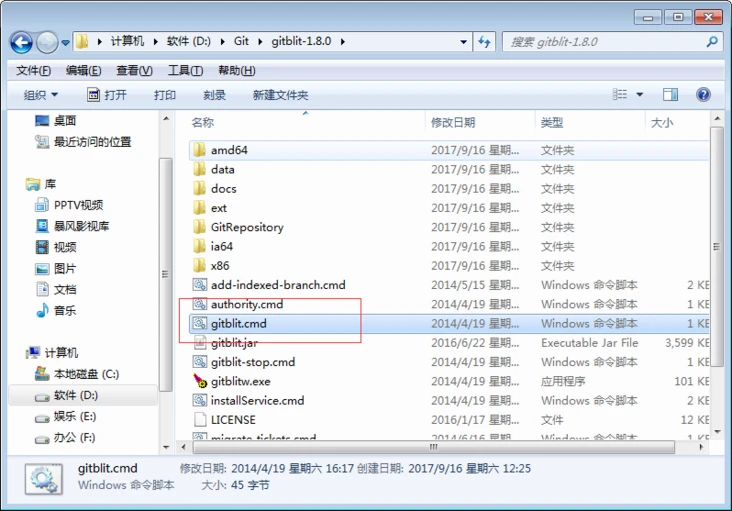 计算机 软件 (D:) Git gitblit-1.8.0 搜索 gitblit-1.8.0
文件(F) 编辑(E) 查看(V) 工具(T) 帮助(H)
组织 打开 打印 刻录 新建文件夹
桌面
最近访问的位置
库
PPTV视频
暴风影视库
视频
图片
文档
音乐
计算机
本地磁盘 (C:)
软件 (D:)
娱乐 (E:)
办公 (F:)
名称 修改日期 类型 大小
amd64 2017/9/16 星期... 文件夹
data 2017/9/16 星期... 文件夹
docs 2017/9/16 星期... 文件夹
ext 2017/9/16 星期... 文件夹
GitRepository 2017/9/16 星期... 文件夹
ia64 2017/9/16 星期... 文件夹
x86 2017/9/16 星期... 文件夹
add-indexed-branch.cmd 2014/5/15 星期... Windows 命令脚本 2 KB
authority.cmd 2014/4/19 星期... Windows 命令脚本 1 KB
gitblit.cmd 2014/4/19 星期... Windows 命令脚本 1 KB
gitblit.jar 2016/6/22 星期... Executable Jar File 3,599 KB
gitblit-stop.cmd 2014/4/19 星期... Windows 命令脚本 1 KB
gitblitw.exe 2014/4/19 星期... 应用程序 101 KB
installService.cmd 2014/4/19 星期... Windows 命令脚本 2 KB
LICENSE 2016/1/17 星期... 文件 12 KB
migrate-tickets.cmd 2014/6/16 星期... Windows 命令脚本 1 KB
gitblit.cmd 修改日期: 2014/4/19 星期六 16:17 创建日期: 2017/9/16 星期六 12:25
Windows 命令脚本 大小: 45 字节